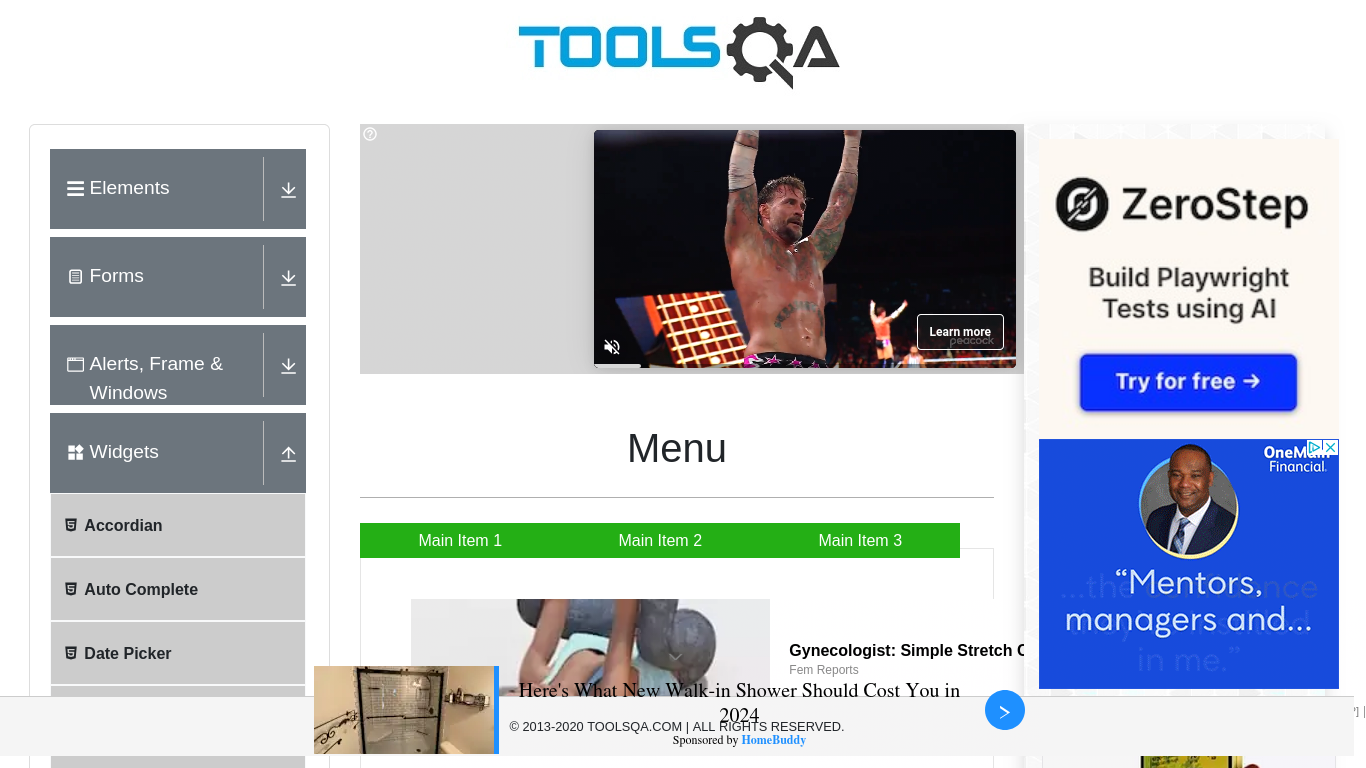 TOOLSQA
Elements
Forms
Alerts, Frame &
Windows
Widgets
Accordian
Auto Complete
Date Picker
Learn more
peacock
Menu
Main Item 1
Main Item 2
Main Item 3
Gynecologist: Simple Stretch
Fem Reports
Here's What New Walk-in Shower Should Cost You in
2024
© 2013-2020 TOOLSQA.COM | ALL RIGHTS RESERVED.
Sponsored by HomeBuddy
ZeroStep
Build Playwright
Tests using AI
Try for free →
OneMain
Financial.
“Mentors,
managers and...
in me.”